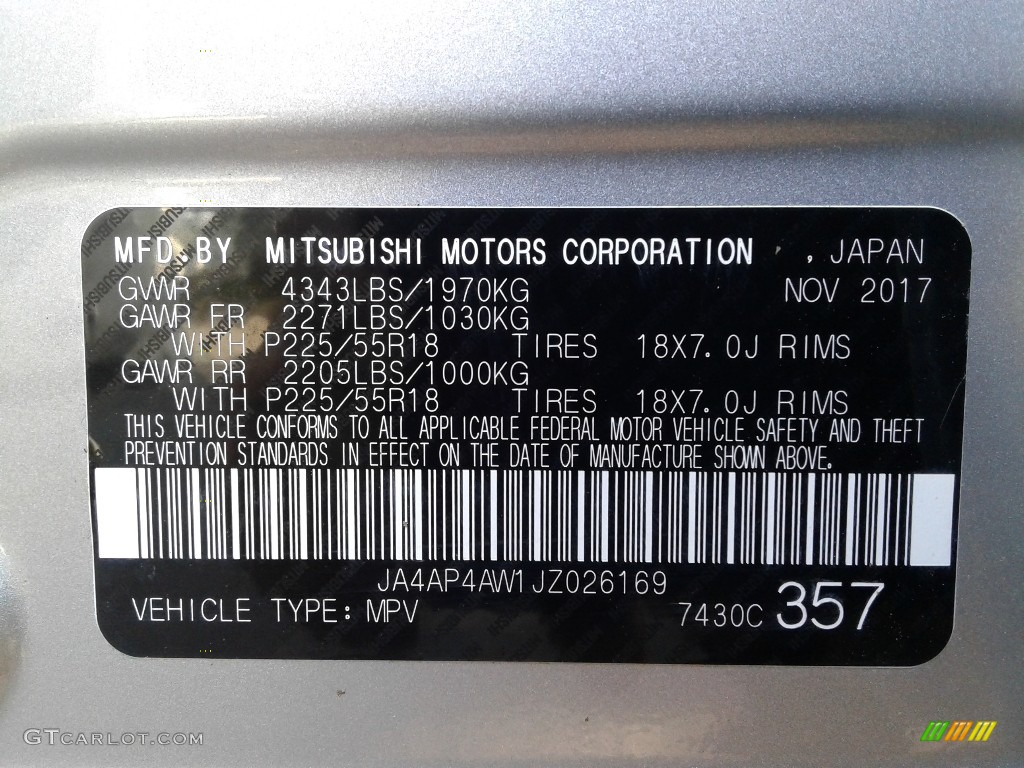 MFD.BY MITSUBISHI MOTORS CORPORATION , JAPAN
GVWR 4343LBS/1970KG NOV 2017
GAWR FR 2271LBS/1030KG
WITH P225/55R18 TIRES 18X7.0J RIMS
GAWR RR 2205LBS/1000KG
WITH P225/55R18 TIRES 18X7.0J RIMS
THIS VEHICLE CONFORMS TO ALL APPLICABLE FEDERAL MOTOR VEHICLE SAFETY AND THEFT
PREVENTION STANDARDS IN EFFECT ON THE DATE OF MANUFACTURE SHOWN ABOVE.
JA4AP4AW1JZ026169
VEHICLE TYPE: MPV 7430C 357
GTCARLOT.COM